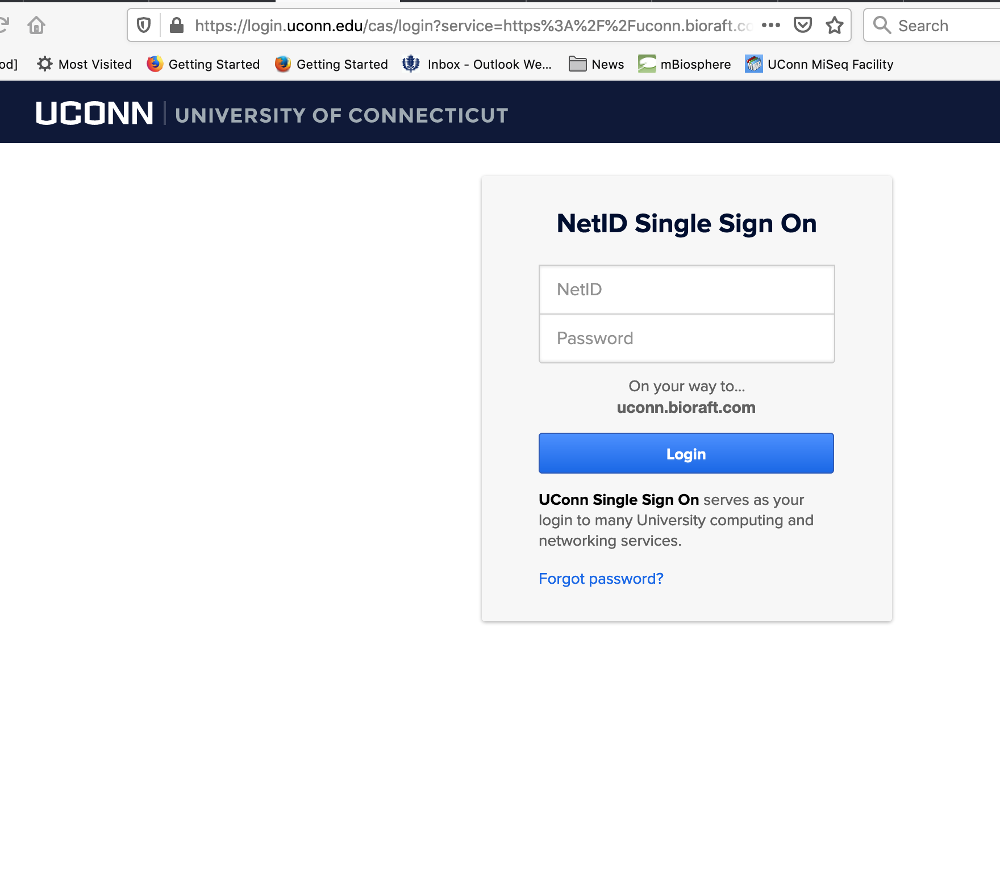 https://login.uconn.edu/cas/login?service=https%3A%2F%2Fuconn.bioraft.co
Search
od]
Most Visited
Getting Started
Getting Started
Inbox - Outlook We...
News
mBiosphere
UConn MiSeq Facility
UCONN UNIVERSITY OF CONNECTICUT
NetID Single Sign On
NetID
Password
On your way to...
uconn.bioraft.com
Login
UConn Single Sign On serves as your
login to many University computing and
networking services.
Forgot password?